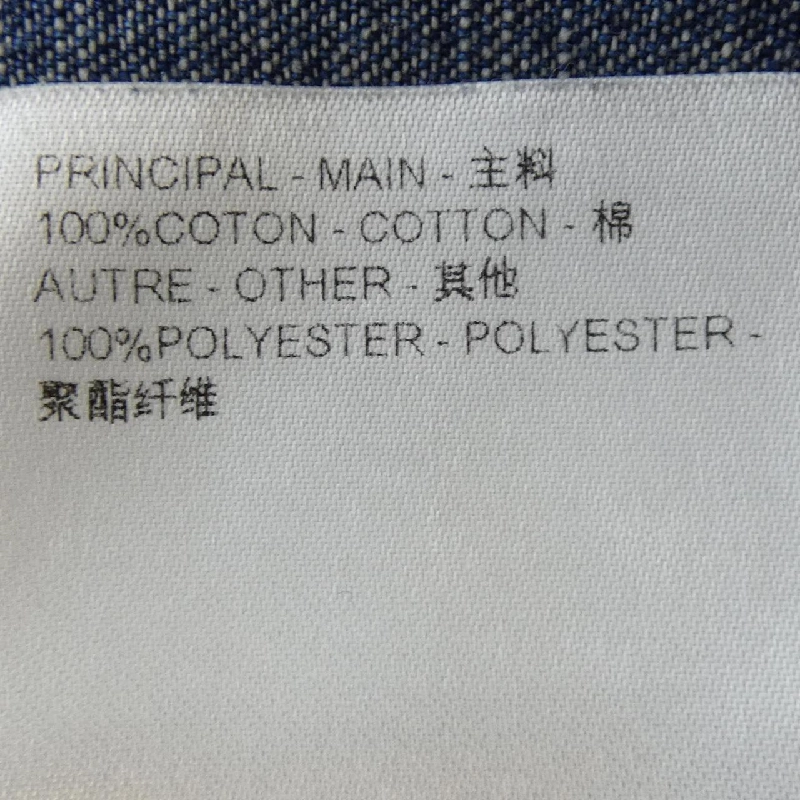 PRINCIPAL - MAIN - 主料
100%COTON - COTTON - 棉
AUTRE - OTHER - 其他
100%POLYESTER - POLYESTER -
聚酯纤维